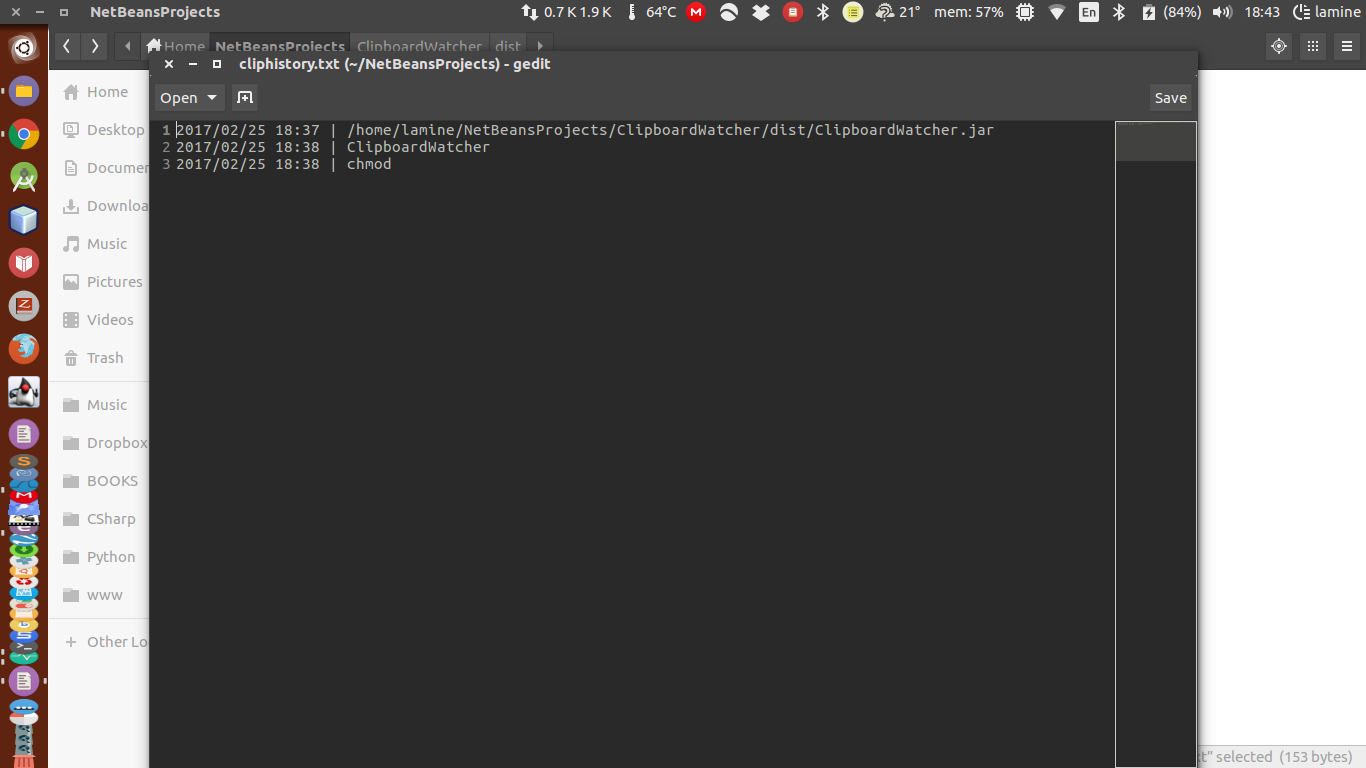 NetBeansProjects
0.7 K 1.9 K 64°C M 21° mem: 57% En (84%) 18:43 lamine
Home NetBeansProjects ClipboardWatcher dist
cliphistory.txt (~/NetBeansProjects) - gedit
Open Save
Home
Desktop
Documen
Downloa
Music
Pictures
Videos
Trash
Music
Dropbox
BOOKS
CSharp
Python
www
Other Lo
1 2017/02/25 18:37 | /home/lamine/NetBeansProjects/ClipboardWatcher/dist/ClipboardWatcher.jar
2 2017/02/25 18:38 | ClipboardWatcher
3 2017/02/25 18:38 | chmod
xt" selected (153 bytes)